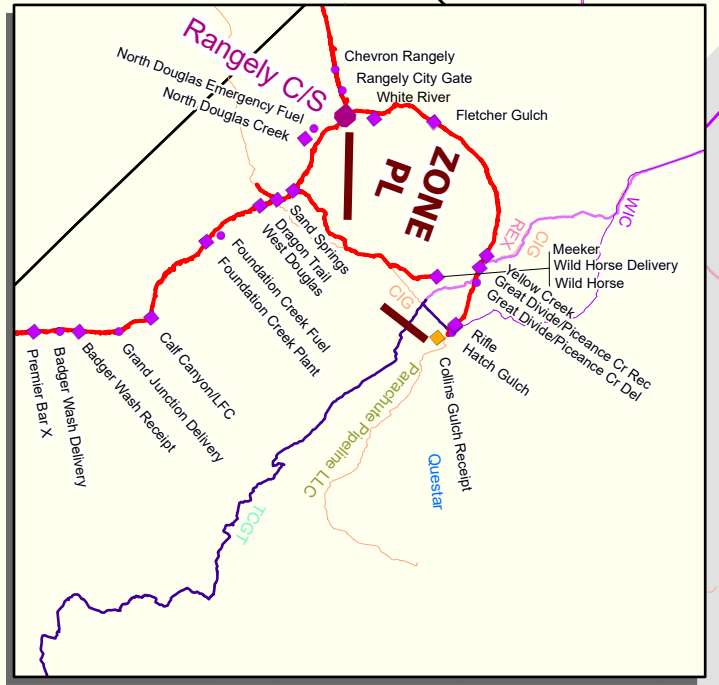 Rangely C/S
Chevron Rangely
Rangely City Gate
White River
Fletcher Gulch
North Douglas Emergency Fuel
North Douglas Creek
ZONE
PL
WIC
REX
CIG
Meeker
Wild Horse Delivery
Wild Horse
Sand Springs
Dragon Trail
West Douglas
Foundation Creek Fuel
Foundation Creek Plant
Yellow Creek
Great Divide/Piceance Cr Rec
Great Divide/Piceance Cr Del
CIG
Rifle
Hatch Gulch
Collins Gulch Receipt
Calf Canyon/LFC
Grand Junction Delivery
Badger Wash Receipt
Badger Wash Delivery
Premier Bar X
Parachute Pipeline LLC
Questar
TCGT